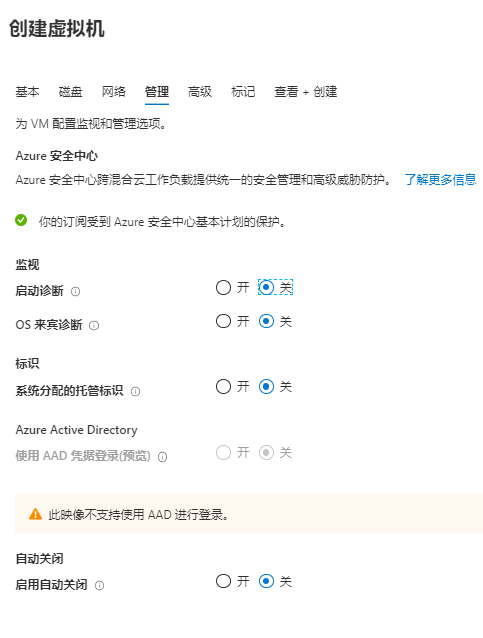 创建虚拟机
基本 磁盘 网络 管理 高级 标记 查看 + 创建
为 VM 配置监视和管理选项。
Azure 安全中心
Azure 安全中心跨混合云工作负载提供统一的安全管理和高级威胁防护。 了解更多信息
你的订阅受到 Azure 安全中心基本计划的保护。
监视
启动诊断 开 关
OS 来宾诊断 开 关
标识
系统分配的托管标识 开 关
Azure Active Directory
使用 AAD 凭据登录(预览) 开 关
此映像不支持使用 AAD 进行登录。
自动关闭
启用自动关闭 开 关